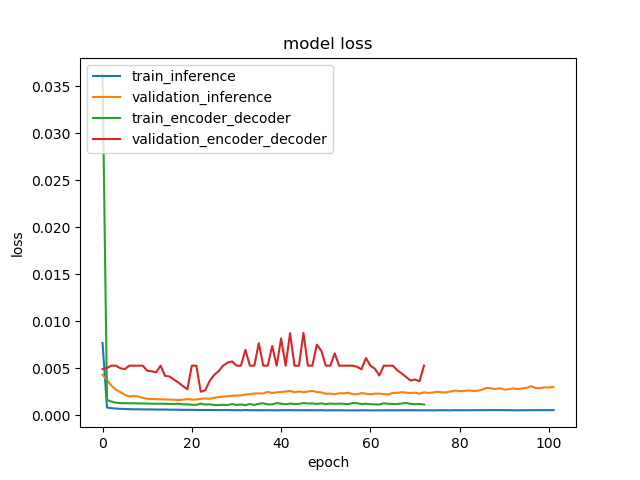 model loss
train_inference
validation_inference
train_encoder_decoder
validation_encoder_decoder
0.035
0.030
0.025
0.020
0.015
0.010
0.005
0.000
loss
0 20 40 60 80 100
epoch